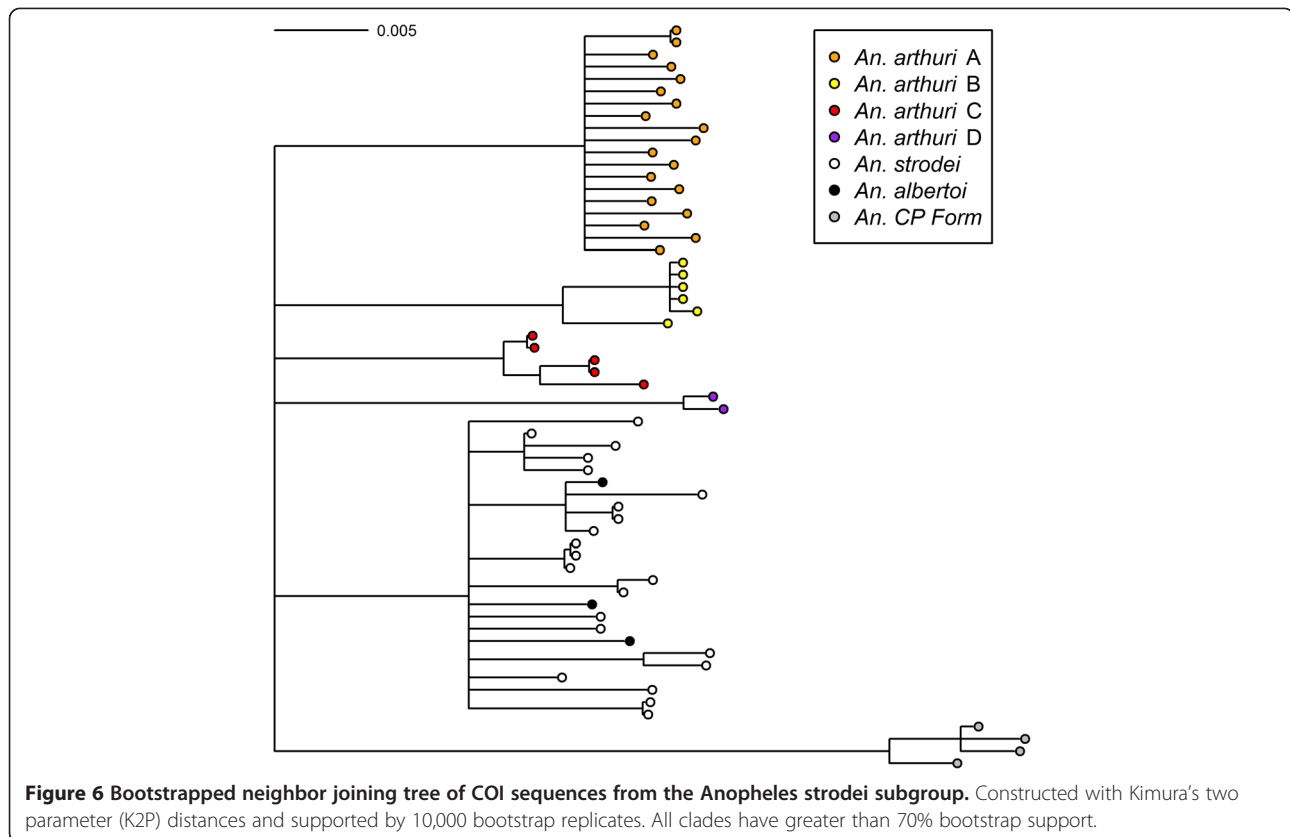 0.005
An. arthuri A
An. arthuri B
An. arthuri C
An. arthuri D
An. strodei
An. albertoi
An. CP Form
Figure 6 Bootstrapped neighbor joining tree of COI sequences from the Anopheles strodei subgroup. Constructed with Kimura's two
parameter (K2P) distances and supported by 10,000 bootstrap replicates. All clades have greater than 70% bootstrap support.